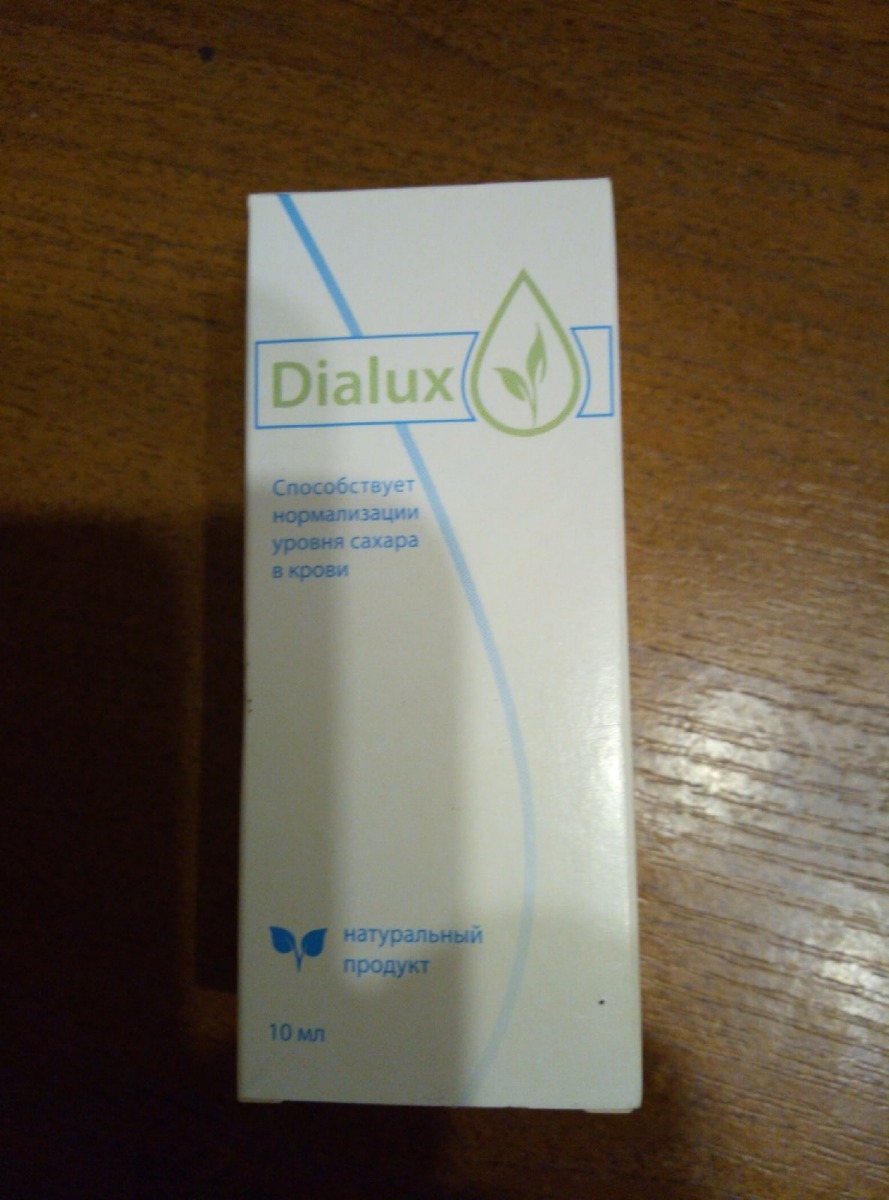 Dialux
Способствует
нормализации
уровня сахара
в крови
натуральный
продукт
10 мл